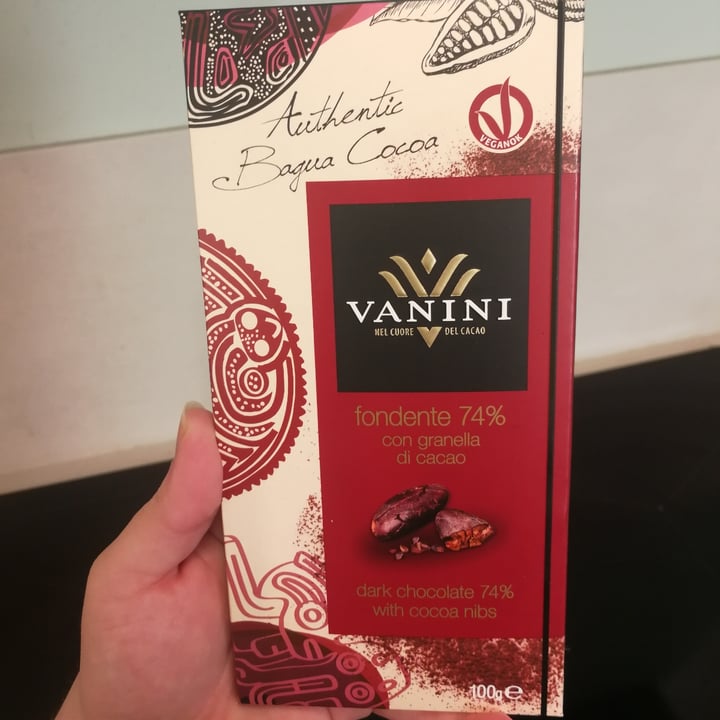 Authentic
Bagua Cocoa
VEGANOK
VANINI
NEL CUORE DEL CACAO
fondente 74%
con granella
di cacao
dark chocolate 74%
with cocoa nibs
100g ℮